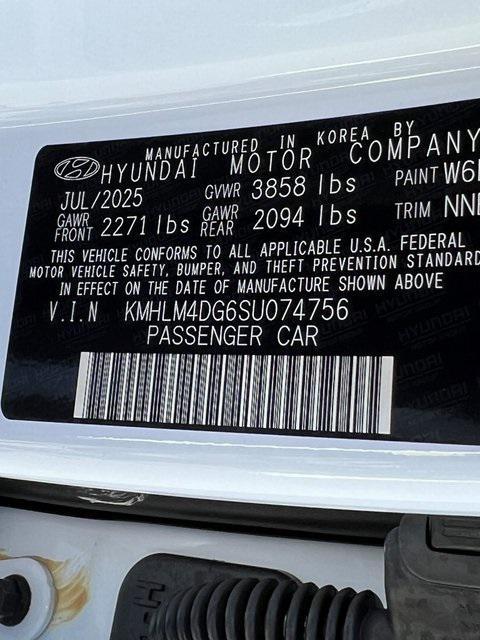 MANUFACTURED IN KOREA BY
HYUNDAI MOTOR COMPANY
JUL/2025 GVWR 3858 lbs PAINT
GAWR FRONT 2271 lbs GAWR REAR 2094 lbs TRIM
THIS VEHICLE CONFORMS TO ALL APPLICABLE U.S.A. FEDERAL
MOTOR VEHICLE SAFETY, BUMPER, AND THEFT PREVENTION STANDARD
IN EFFECT ON THE DATE OF MANUFACTURE SHOWN ABOVE
V.I.N KMHLM4DG6SU074756
PASSENGER CAR